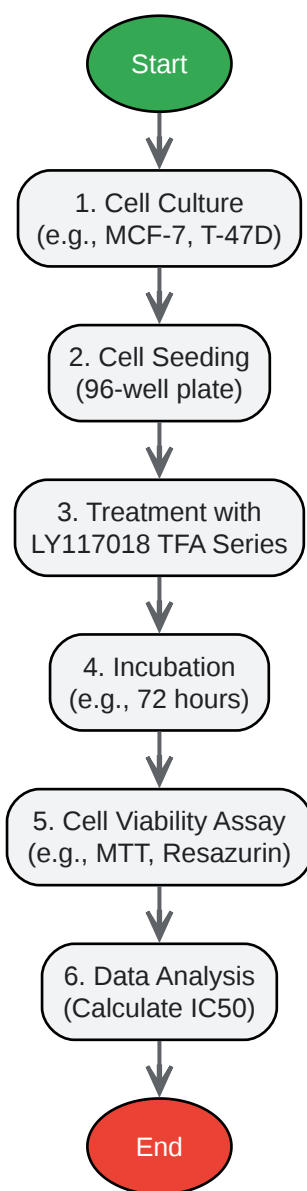 Start
1. Cell Culture
(e.g., MCF-7, T-47D)
2. Cell Seeding
(96-well plate)
3. Treatment with
LY117018 TFA Series
4. Incubation
(e.g., 72 hours)
5. Cell Viability Assay
(e.g., MTT, Resazurin)
6. Data Analysis
(Calculate IC50)
End